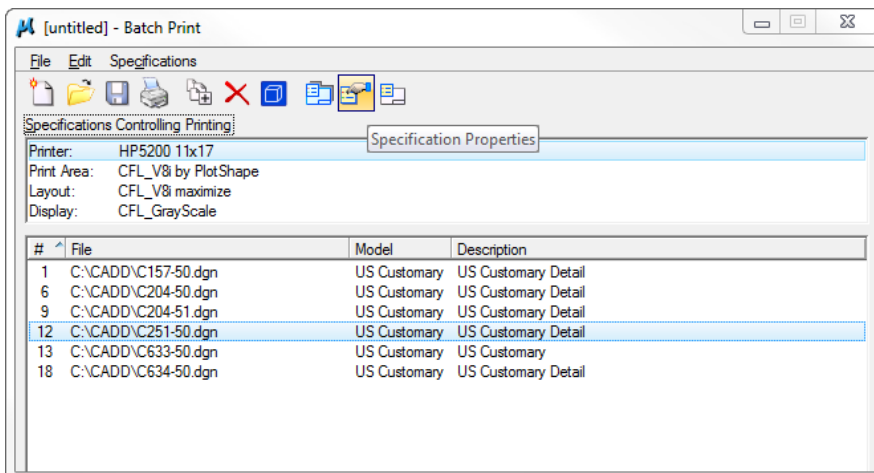 [untitled] - Batch Print
File Edit Specifications
Specifications Controlling Printing
Specification Properties
Printer: HP5200 11x17
Print Area: CFL_V8i by PlotShape
Layout: CFL_V8i maximize
Display: CFL_GrayScale
# File Model Description
1 C:\CADD\C157-50.dgn US Customary US Customary Detail
6 C:\CADD\C204-50.dgn US Customary US Customary Detail
9 C:\CADD\C204-51.dgn US Customary US Customary Detail
12 C:\CADD\C251-50.dgn US Customary US Customary Detail
13 C:\CADD\C633-50.dgn US Customary US Customary
18 C:\CADD\C634-50.dgn US Customary US Customary Detail